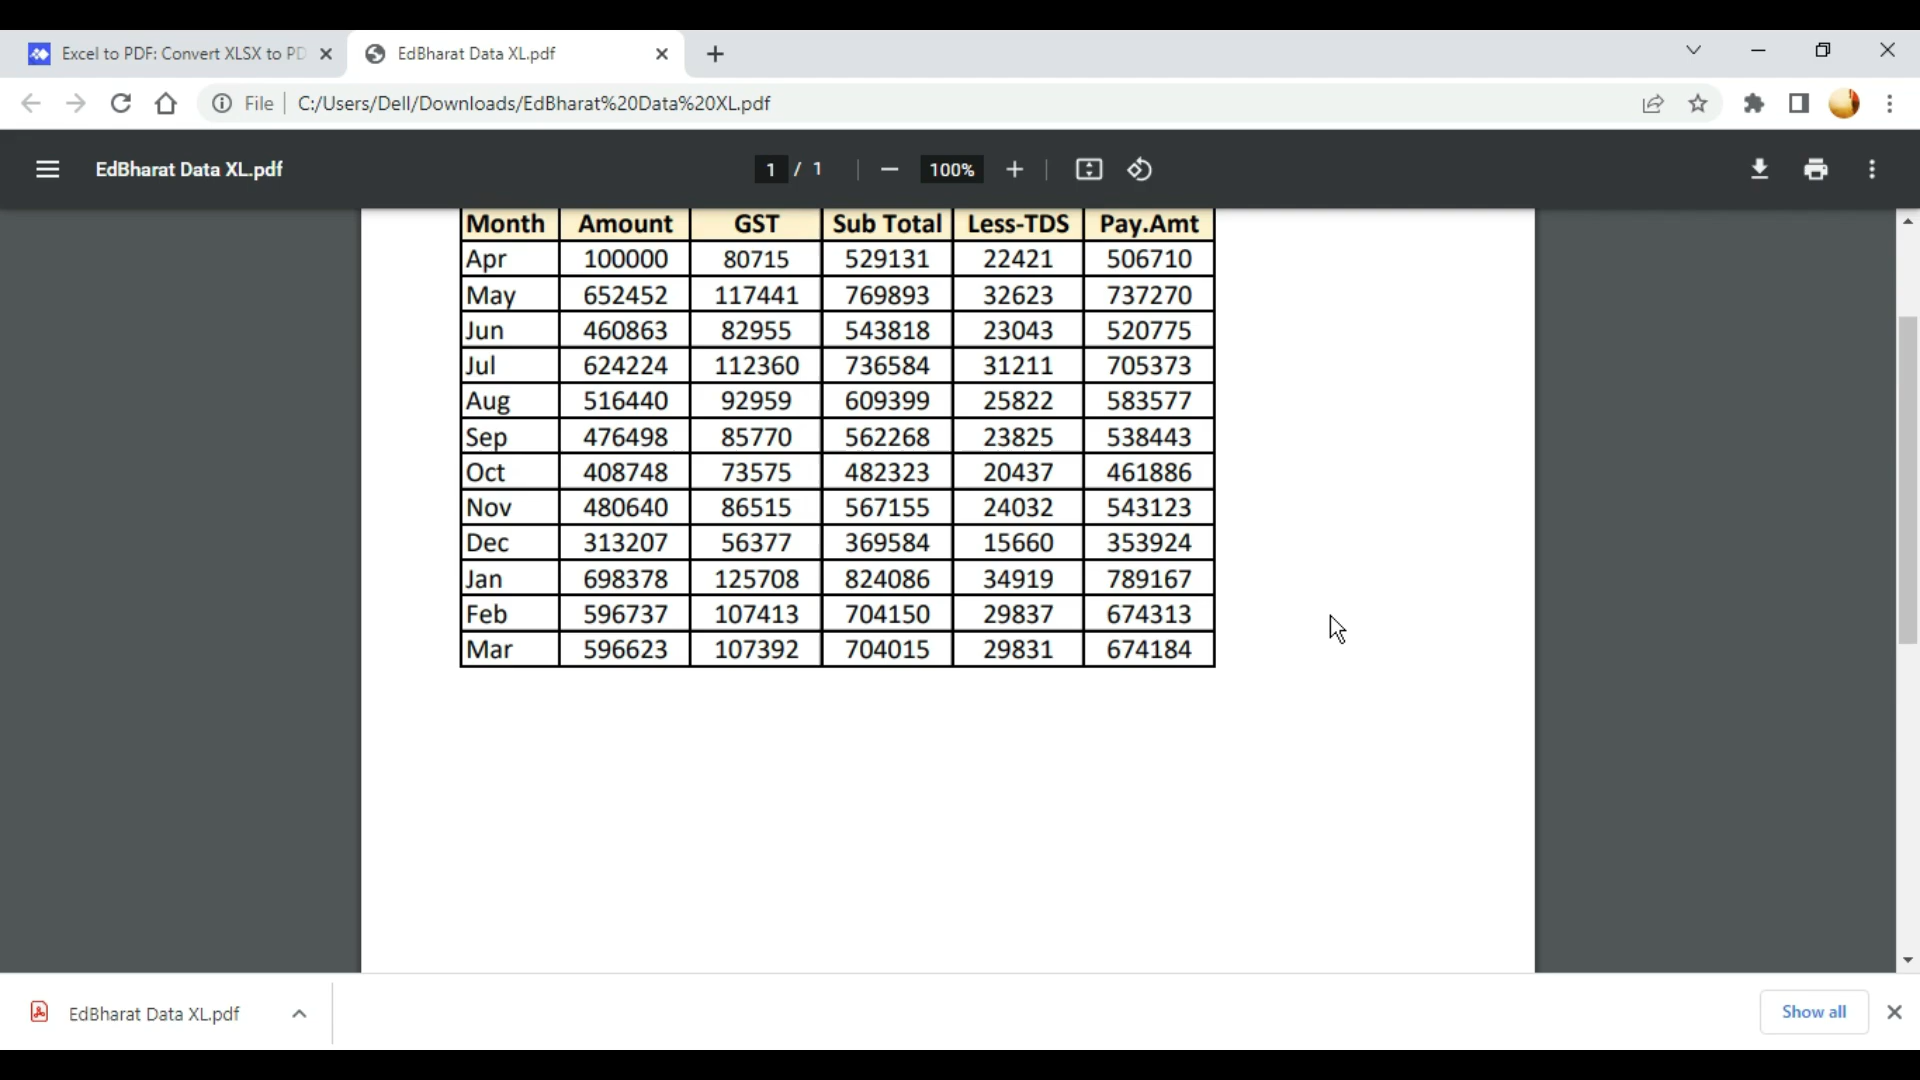 Excel to PDF: Convert XLSX to PD
EdBharat Data XL.pdf
File
C:/Users/Dell/Downloads/EdBharat%20Data%20XL.pdf
EdBharat Data XL.pdf
1 / 1
100%
Month Amount GST Sub Total Less-TDS Pay.Amt
Apr 100000 80715 529131 22421 506710
May 652452 117441 769893 32623 737270
Jun 460863 82955 543818 23043 520775
Jul 624224 112360 736584 31211 705373
Aug 516440 92959 609399 25822 583577
Sep 476498 85770 562268 23825 538443
Oct 408748 73575 482323 20437 461886
Nov 480640 86515 567155 24032 543123
Dec 313207 56377 369584 15660 353924
Jan 698378 125708 824086 34919 789167
Feb 596737 107413 704150 29837 674313
Mar 596623 107392 704015 29831 674184
EdBharat Data XL.pdf
Show all